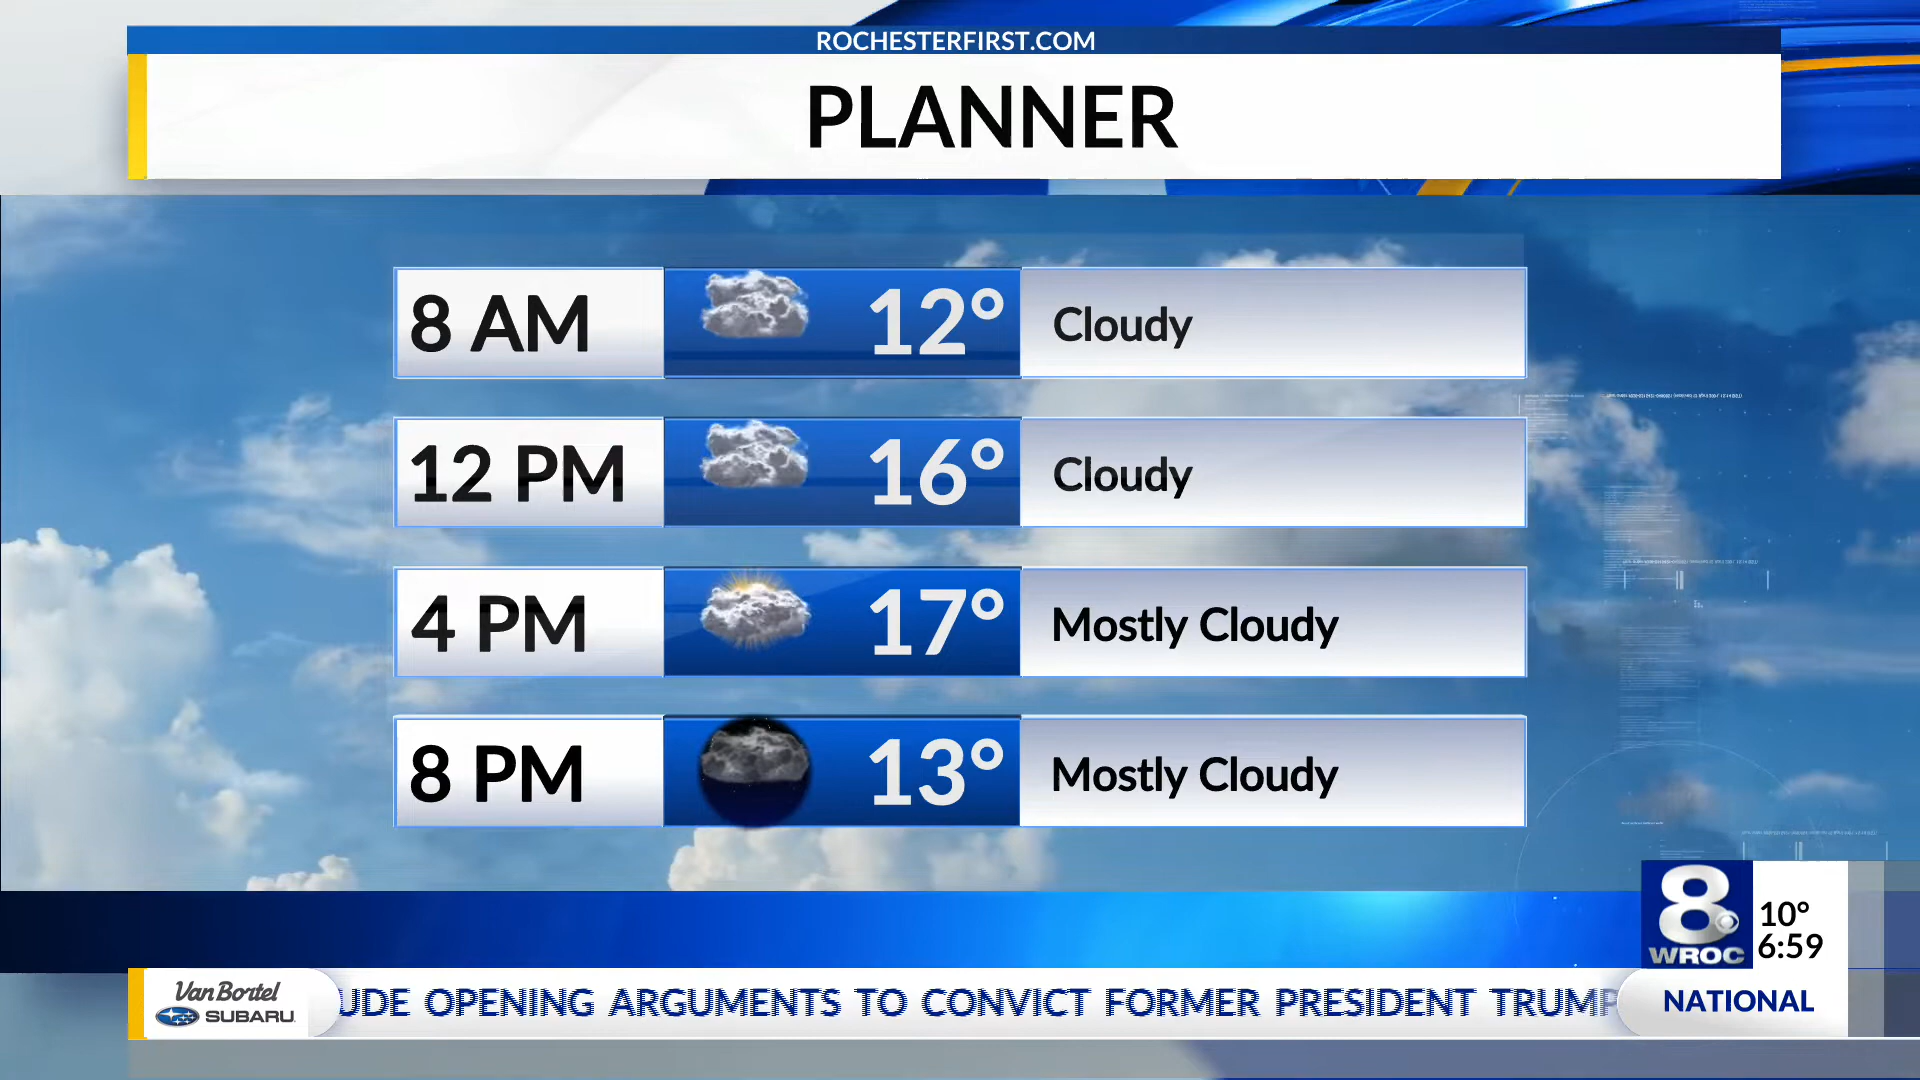 ROCHESTERFIRST.COM
PLANNER
8 AM 12° Cloudy
12 PM 16° Cloudy
4 PM 17° Mostly Cloudy
8 PM 13° Mostly Cloudy
8
WROC
10°
6:59
Van Bortel
SUBARU
UDE OPENING ARGUMENTS TO CONVICT FORMER PRESIDENT TRUMP
NATIONAL